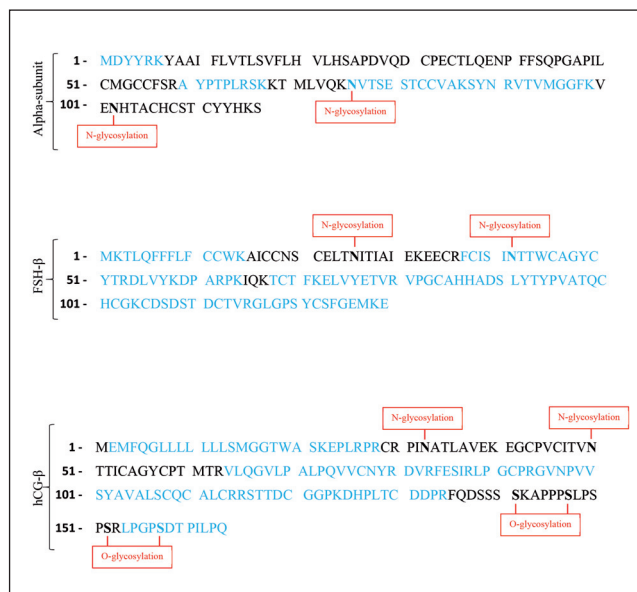 Alpha-subunit
1 - MDYYRKYAAI FLVTLSVFLH VLHSAPDVQD CPECTLQENP FFSQPGAPIL
51 - CMGCCFSRA YPTPLRSKKT MLVQKNVTSE STCCVAKSYN RVTVMGGFKV
101 - ENHTACHCST CYYHKS
N-glycosylation
N-glycosylation
FSH-β
N-glycosylation
N-glycosylation
1 - MKTLQFFFLF CCWKAICCNS CELTNITIAI EKEECRFCIS INTTWCAGYC
51 - YTRDLVYKDP ARPKIQKTCT FKELVYETVR VPGCAHHADS LYTYPVATQC
101 - HCGKCDSDST DCTVRGLGPS YCSFGEMKE
hCG-β
N-glycosylation
N-glycosylation
1 - MEMFQGLLLL LLLSMGGTWA SKEPLRPRCR PINATLAVEK EGCPVCITVN
51 - TTICAGYCPT MTRVLQGVLP ALPQVVCNYR DVRFESIRLP GCPRGVNPVV
101 - SYAVALSCQC ALCRRSTTDC GGPKDHPLTC DDPRFQDSSS SKAPPPSLPS
151 - PSRLPGPSDT PILPQ
O-glycosylation
O-glycosylation